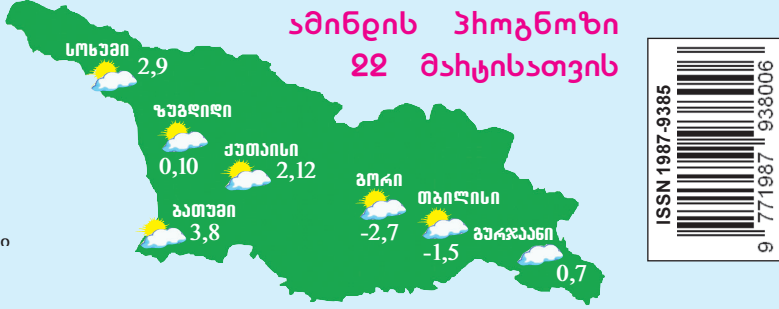 ამინდის პროგნოზი
22 მარტისათვის
სოხუმი
2,9
ზუგდიდი
0,10
ქუთაისი
2,12
ბათუმი
3,8
გორი
-2,7
თბილისი
-1,5
გურჯაანი
0,7
ISSN 1987-9385
9 771987 938006